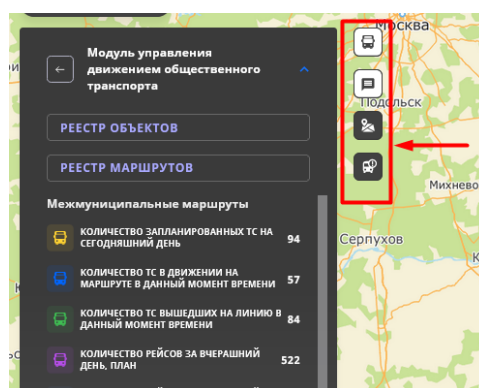 Москва
Модуль управления
движением общественного
транспорта
Подольск
РЕЕСТР ОБЪЕКТОВ
РЕЕСТР МАРШРУТОВ
Михнево
Межмуниципальные маршруты
КОЛИЧЕСТВО ЗАПЛАНИРОВАННЫХ ТС НА
СЕГОДНЯШНИЙ ДЕНЬ
94
Серпухов
КОЛИЧЕСТВО ТС В ДВИЖЕНИИ НА
МАРШРУТЕ В ДАННЫЙ МОМЕНТ ВРЕМЕНИ
57
КОЛИЧЕСТВО ТС ВЫШЕДШИХ НА ЛИНИЮ В
ДАННЫЙ МОМЕНТ ВРЕМЕНИ
84
КОЛИЧЕСТВО РЕЙСОВ ЗА ВЧЕРАШНИЙ
ДЕНЬ, ПЛАН
522